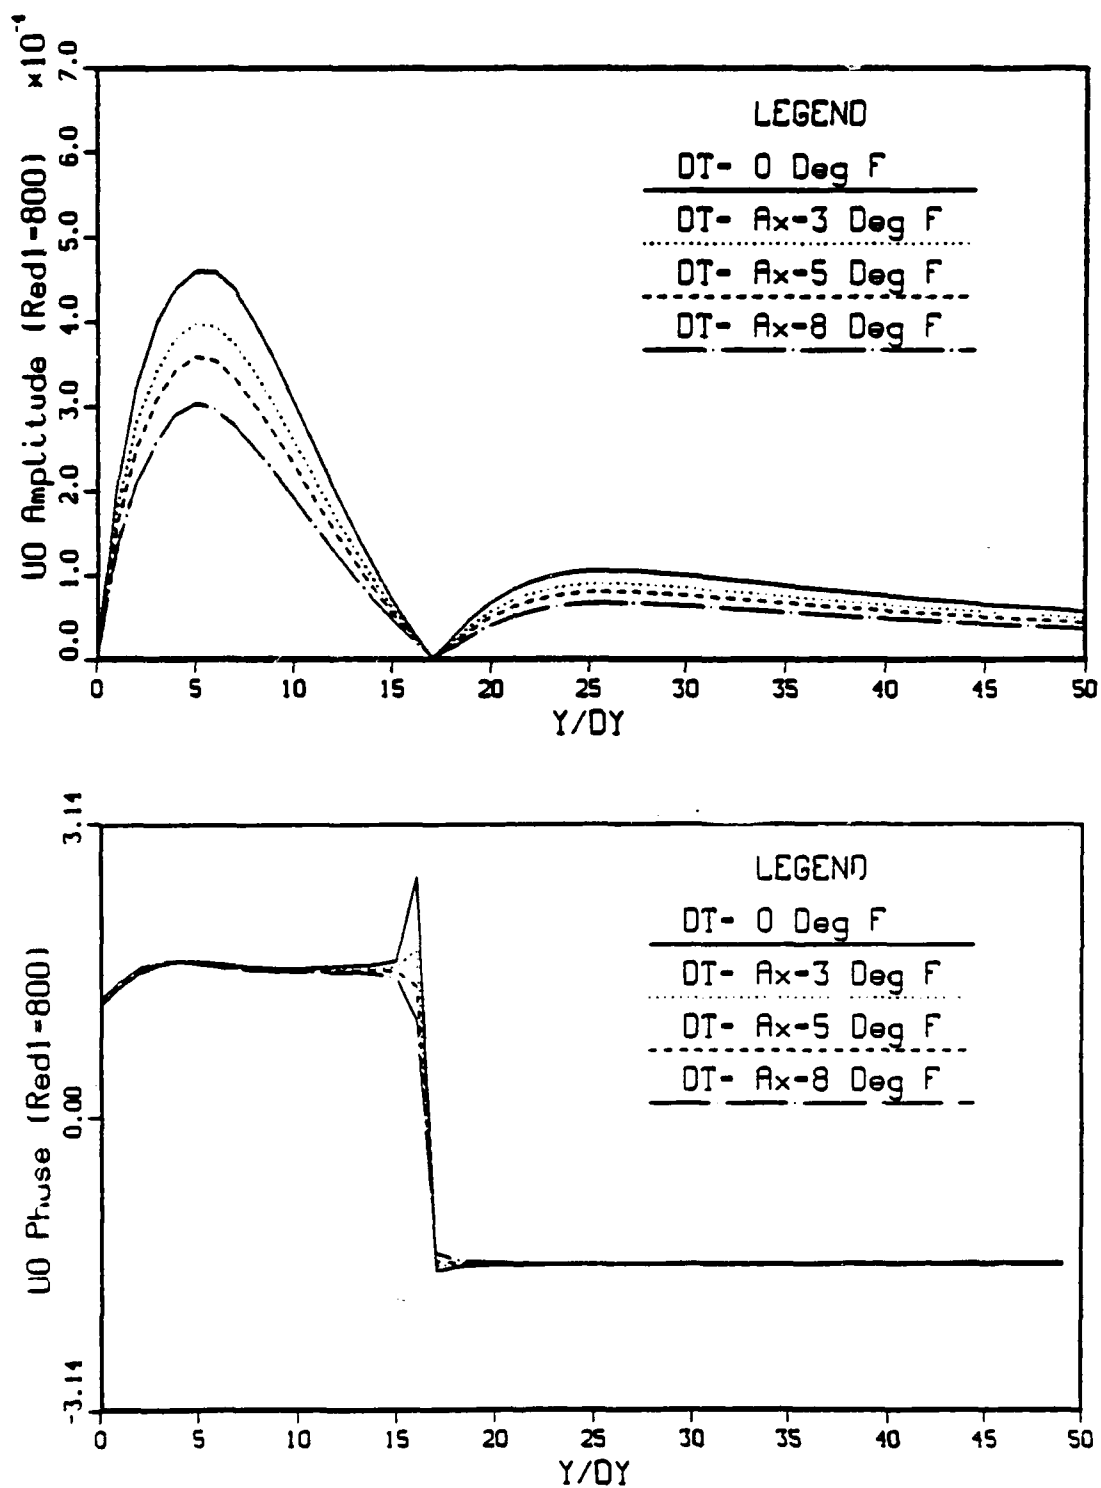 ×10⁻⁴
UO Amplitude (Red1=800)
7.0
6.0
5.0
4.0
3.0
2.0
1.0
0.0
LEGEND
DT= 0 Deg F
DT= Ax=3 Deg F
DT= Ax=5 Deg F
DT= Ax=8 Deg F
0 5 10 15 20 25 30 35 40 45 50
Y/DY
UO Phase (Red1=800)
3.14
0.00
-3.14
LEGEND
DT= 0 Deg F
DT= Ax=3 Deg F
DT= Ax=5 Deg F
DT= Ax=8 Deg F
0 5 10 15 20 25 30 35 40 45 50
Y/DY